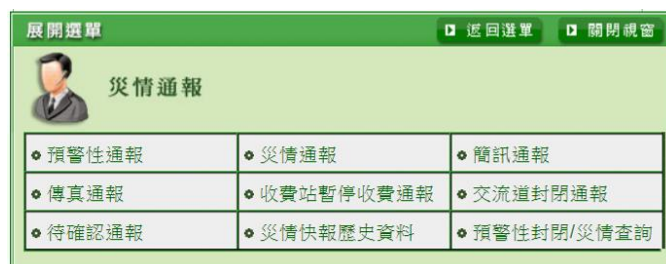 展開選單 返回選單 關閉視窗
災情通報
預警性通報 災情通報 簡訊通報
傳真通報 收費站暫停收費通報 交流道封閉通報
待確認通報 災情快報歷史資料 預警性封閉/災情查詢